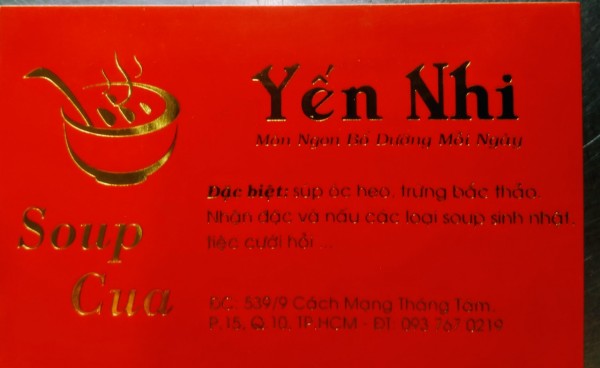 Yến Nhi
Món Ngon Bổ Dưỡng Mỗi Ngày
Đặc biệt: súp óc heo, trứng bắc thảo.
Nhận đặc và nấu các loại soup sinh nhật,
tiệc cưới hỏi ...
Soup
Cua
ĐC: 539/9 Cách Mạng Tháng Tám,
P.15, Q.10, TP.HCM - ĐT: 093 767 0219